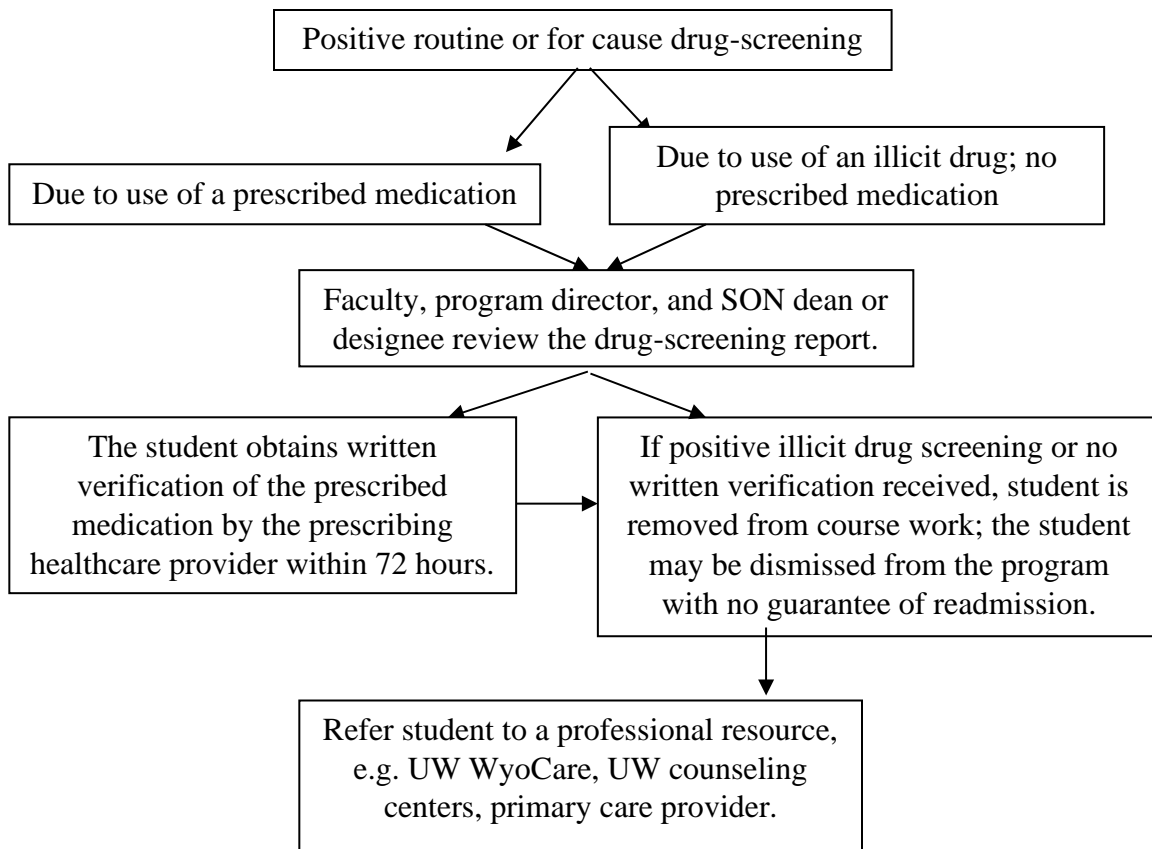 Positive routine or for cause drug-screening
Due to use of a prescribed medication
Due to use of an illicit drug; no
prescribed medication
Faculty, program director, and SON dean or
designee review the drug-screening report.
The student obtains written
verification of the prescribed
medication by the prescribing
healthcare provider within 72 hours.
If positive illicit drug screening or no
written verification received, student is
removed from course work; the student
may be dismissed from the program
with no guarantee of readmission.
Refer student to a professional resource,
e.g. UW WyoCare, UW counseling
centers, primary care provider.